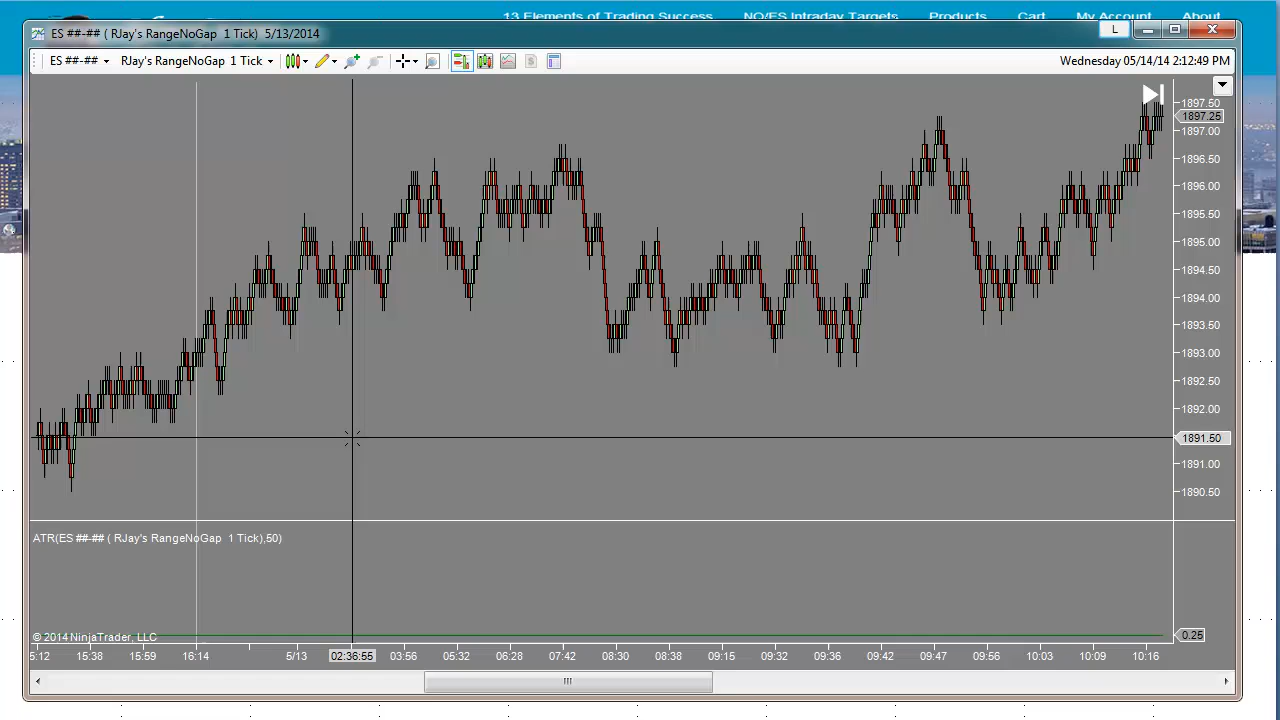 13 Elements of Trading Success NQ/ES Intraday Targets Products Cart My Account About
ES ##-## ( RJay's RangeNoGap 1 Tick) 5/13/2014
L
ES ##-## RJay's RangeNoGap 1 Tick
Wednesday 05/14/14 2:12:49 PM
1897.50
1897.25
1897.00
1896.50
1896.00
1895.50
1895.00
1894.50
1894.00
1893.50
1893.00
1892.50
1892.00
1891.50
1891.00
1890.50
ATR(ES ##-## ( RJay's RangeNoGap 1 Tick),50)
© 2014 NinjaTrader, LLC
0.25
5:12 15:38 15:59 16:14 5/13 02:36:55 03:56 05:32 06:28 07:42 08:30 08:38 09:15 09:32 09:36 09:42 09:47 09:56 10:03 10:09 10:16